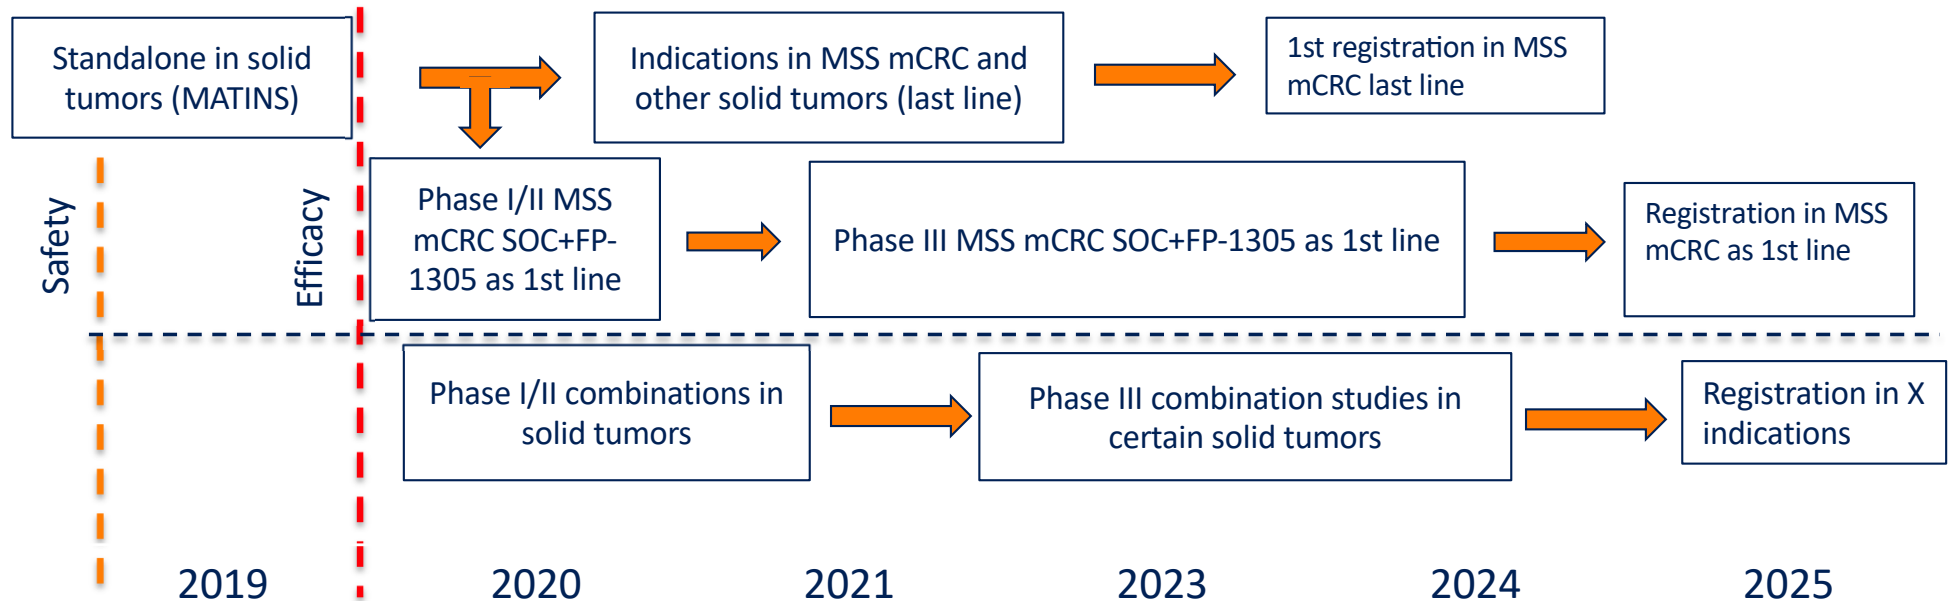 Standalone in solid
tumors (MATINS)
Indications in MSS mCRC and
other solid tumors (last line)
1st registration in MSS
mCRC last line
Safety
Efficacy
Phase I/II MSS
mCRC SOC+FP-
1305 as 1st line
Phase III MSS mCRC SOC+FP-1305 as 1st line
Registration in MSS
mCRC as 1st line
Phase I/II combinations in
solid tumors
Phase III combination studies in
certain solid tumors
Registration in X
indications
2019
2020
2021
2023
2024
2025